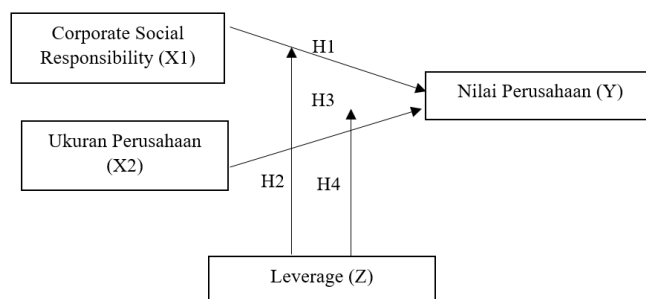 Corporate Social
Responsibility (X1)
H1
Nilai Perusahaan (Y)
H3
Ukuran Perusahaan
(X2)
H2
H4
Leverage (Z)